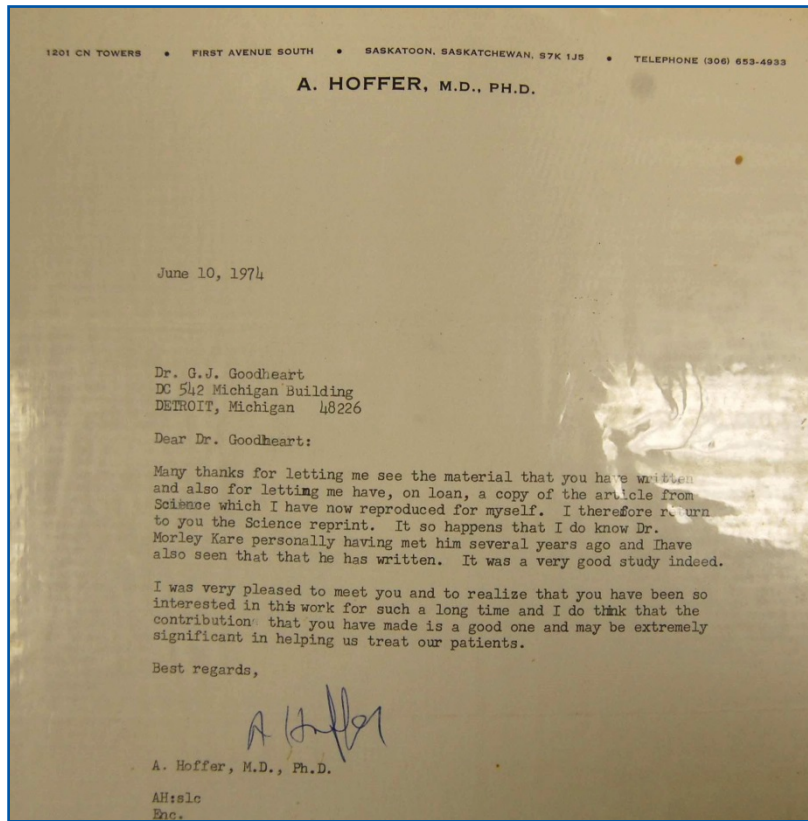 1201 CN TOWERS • FIRST AVENUE SOUTH • SASKATOON, SASKATCHEWAN, S7K 1J5 • TELEPHONE (306) 653-4933
A. HOFFER, M.D., PH.D.
June 10, 1974
Dr. G.J. Goodheart
DC 542 Michigan Building
DETROIT, Michigan 48226
Dear Dr. Goodheart:
Many thanks for letting me see the material that you have written
and also for letting me have, on loan, a copy of the article from
Science which I have now reproduced for myself. I therefore return
to you the Science reprint. It so happens that I do know Dr.
Morley Kare personally having met him several years ago and Ihave
also seen that that he has written. It was a very good study indeed.
I was very pleased to meet you and to realize that you have been so
interested in this work for such a long time and I do think that the
contribution that you have made is a good one and may be extremely
significant in helping us treat our patients.
Best regards,
A Hoffer
A. Hoffer, M.D., Ph.D.
AH:slc
Enc.